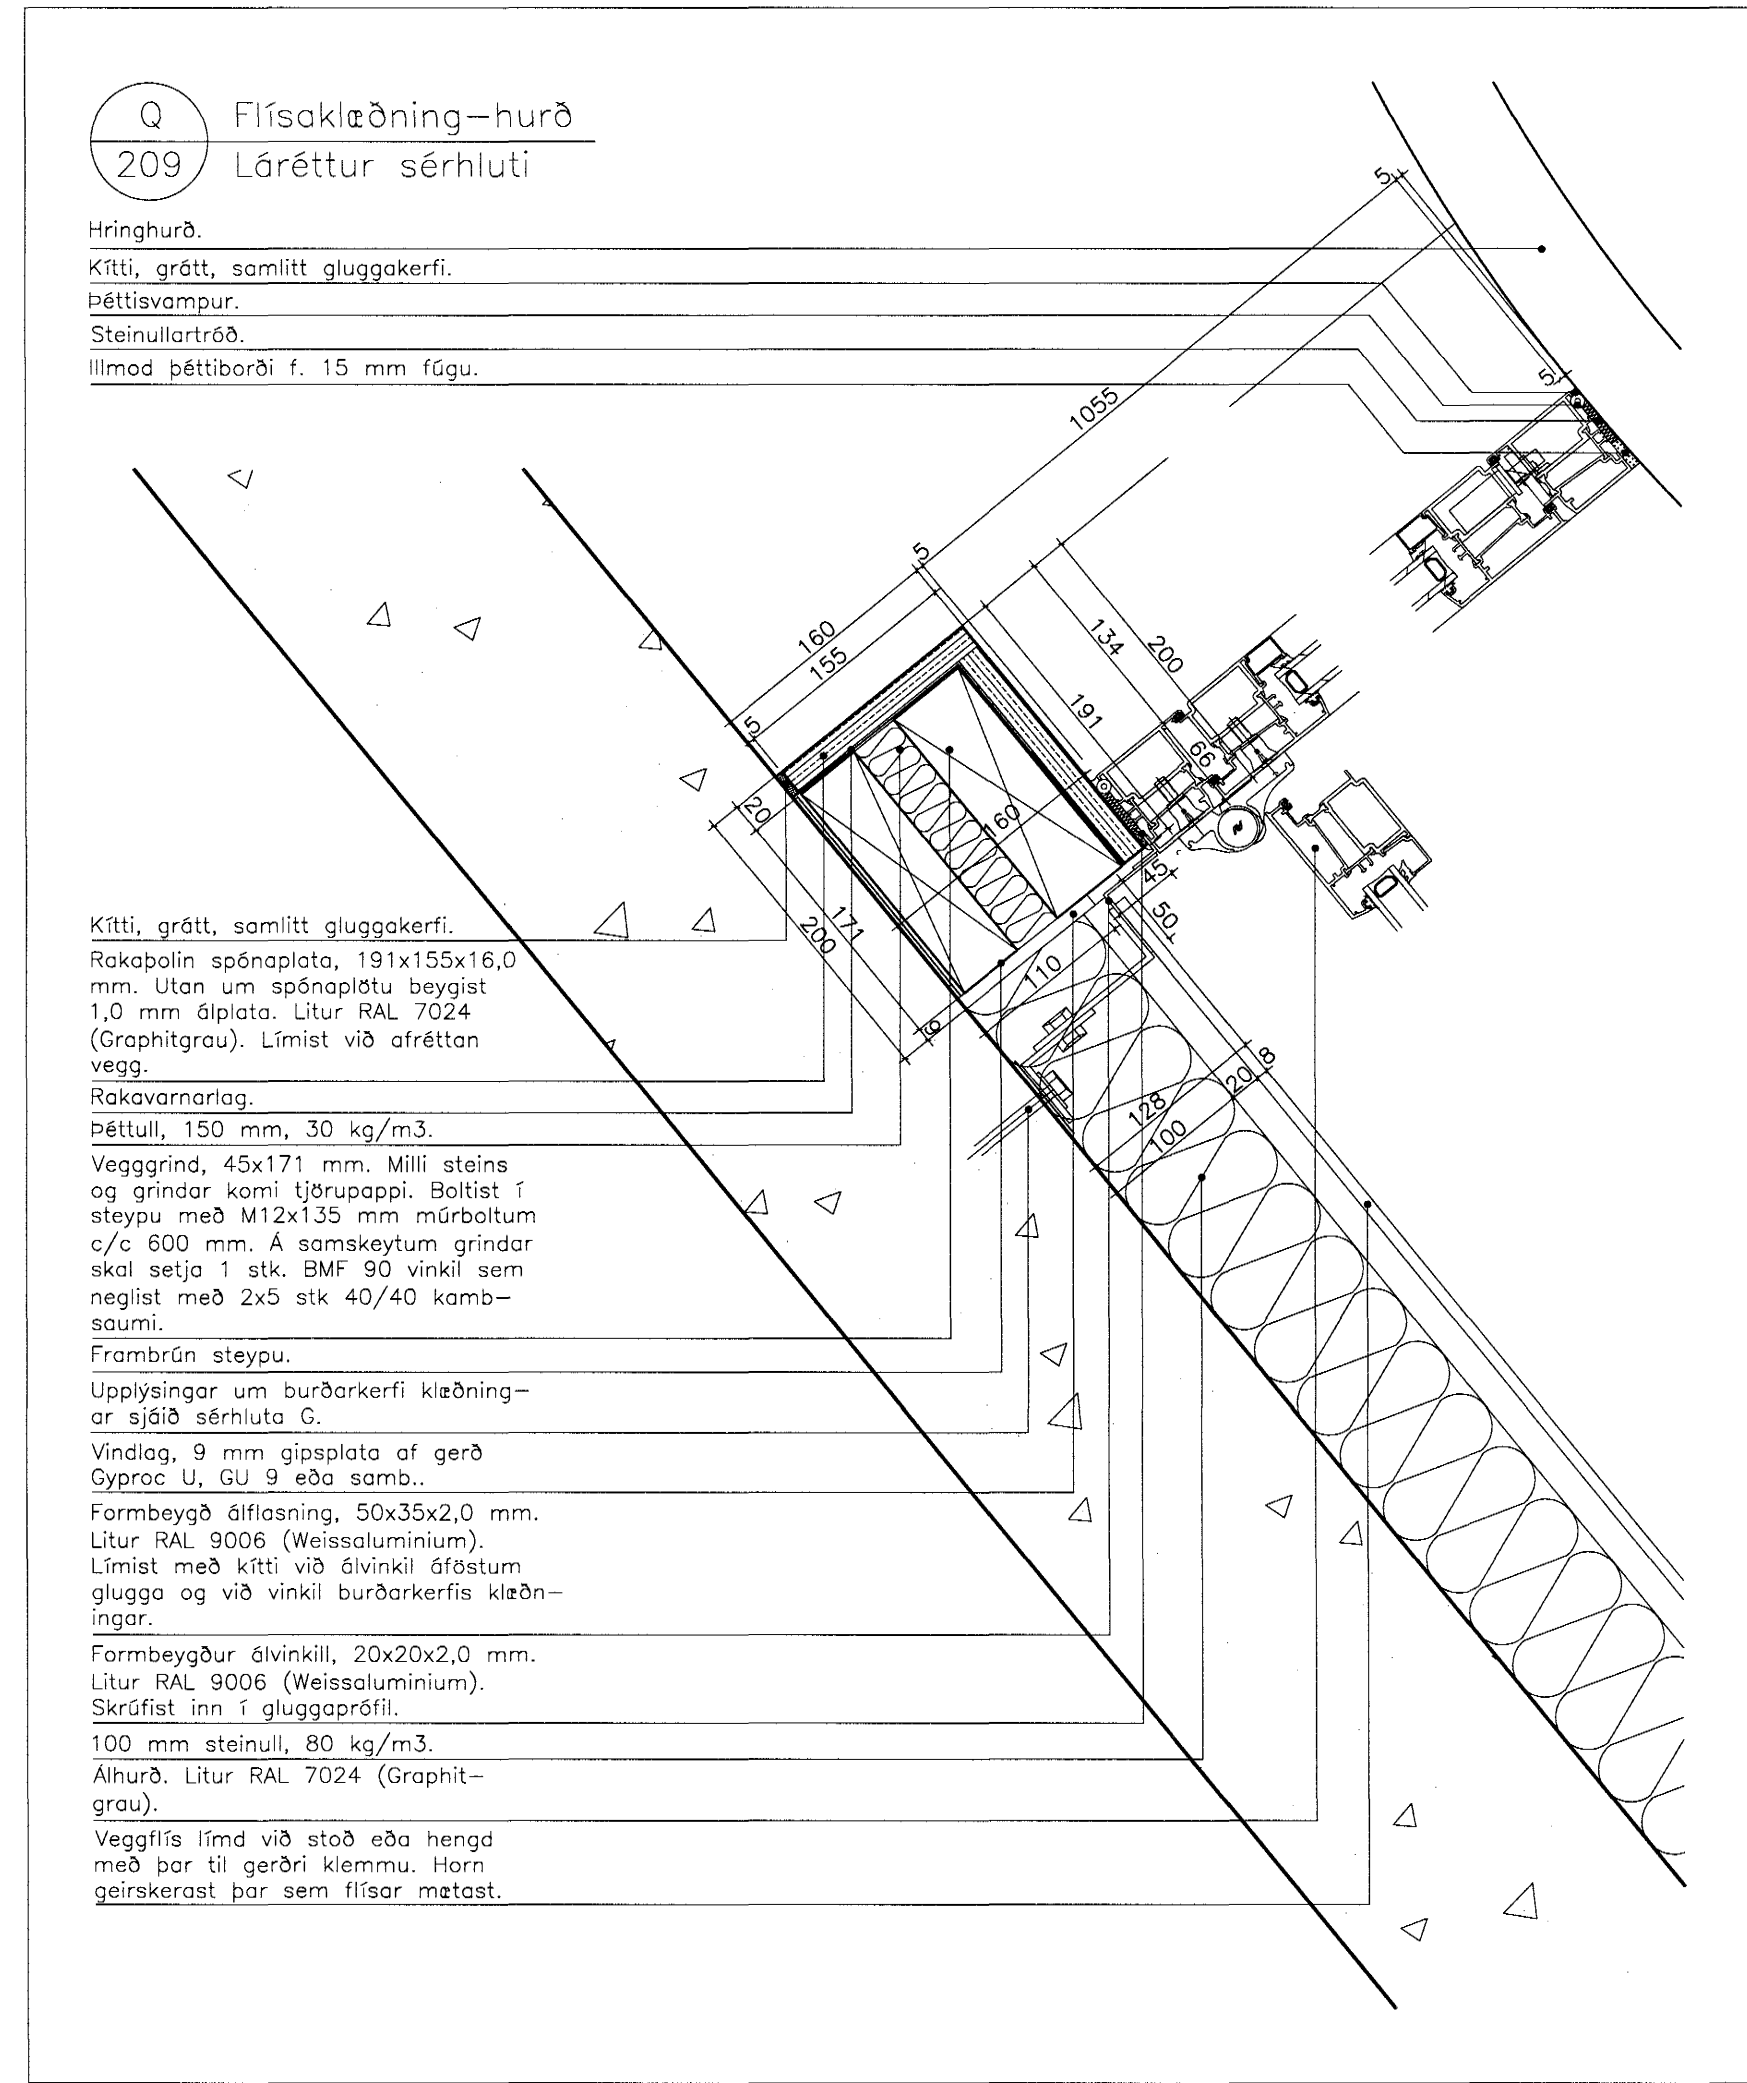 Q
209
Flísaklæðning-hurð
Láréttur sérhluti
Hringhurð.
Kítti, grátt, samlitt gluggakerfi.
Þéttisvampur.
Steinullartróð.
Illmod þéttiborði f. 15 mm fúgu.
5
5
1055
5
160
155
5
134
200
191
66
20
160
171
200
45
50
110
9
8
20
128
100
Kítti, grátt, samlitt gluggakerfi.
Rakaþolin spónaplata, 191x155x16,0
mm. Utan um spónaplötu beygist
1,0 mm álplata. Litur RAL 7024
(Graphitgrau). Límist við afréttan
vegg.
Rakavarnarlag.
Þéttull, 150 mm, 30 kg/m3.
Vegggrind, 45x171 mm. Milli steins
og grindar komi tjörupappi. Boltist í
steypu með M12x135 mm múrboltum
c/c 600 mm. Á samskeytum grindar
skal setja 1 stk. BMF 90 vinkil sem
neglist með 2x5 stk 40/40 kamb-
saumi.
Frambrún steypu.
Upplýsingar um burðarkerfi klæðning-
ar sjáið sérhluta G.
Vindlag, 9 mm gipsplata af gerð
Gyproc U, GU 9 eða samb..
Formbeygð álflasning, 50x35x2,0 mm.
Litur RAL 9006 (Weissaluminium).
Límist með kítti við álvinkil áföstum
glugga og við vinkil burðarkerfis klæðn-
ingar.
Formbeygður álvinkill, 20x20x2,0 mm.
Litur RAL 9006 (Weissaluminium).
Skrúfist inn í gluggaprófil.
100 mm steinull, 80 kg/m3.
Álhurð. Litur RAL 7024 (Graphit-
grau).
Veggflís límd við stoð eða hengd
með þar til gerðri klemmu. Horn
geirskerast þar sem flísar mætast.